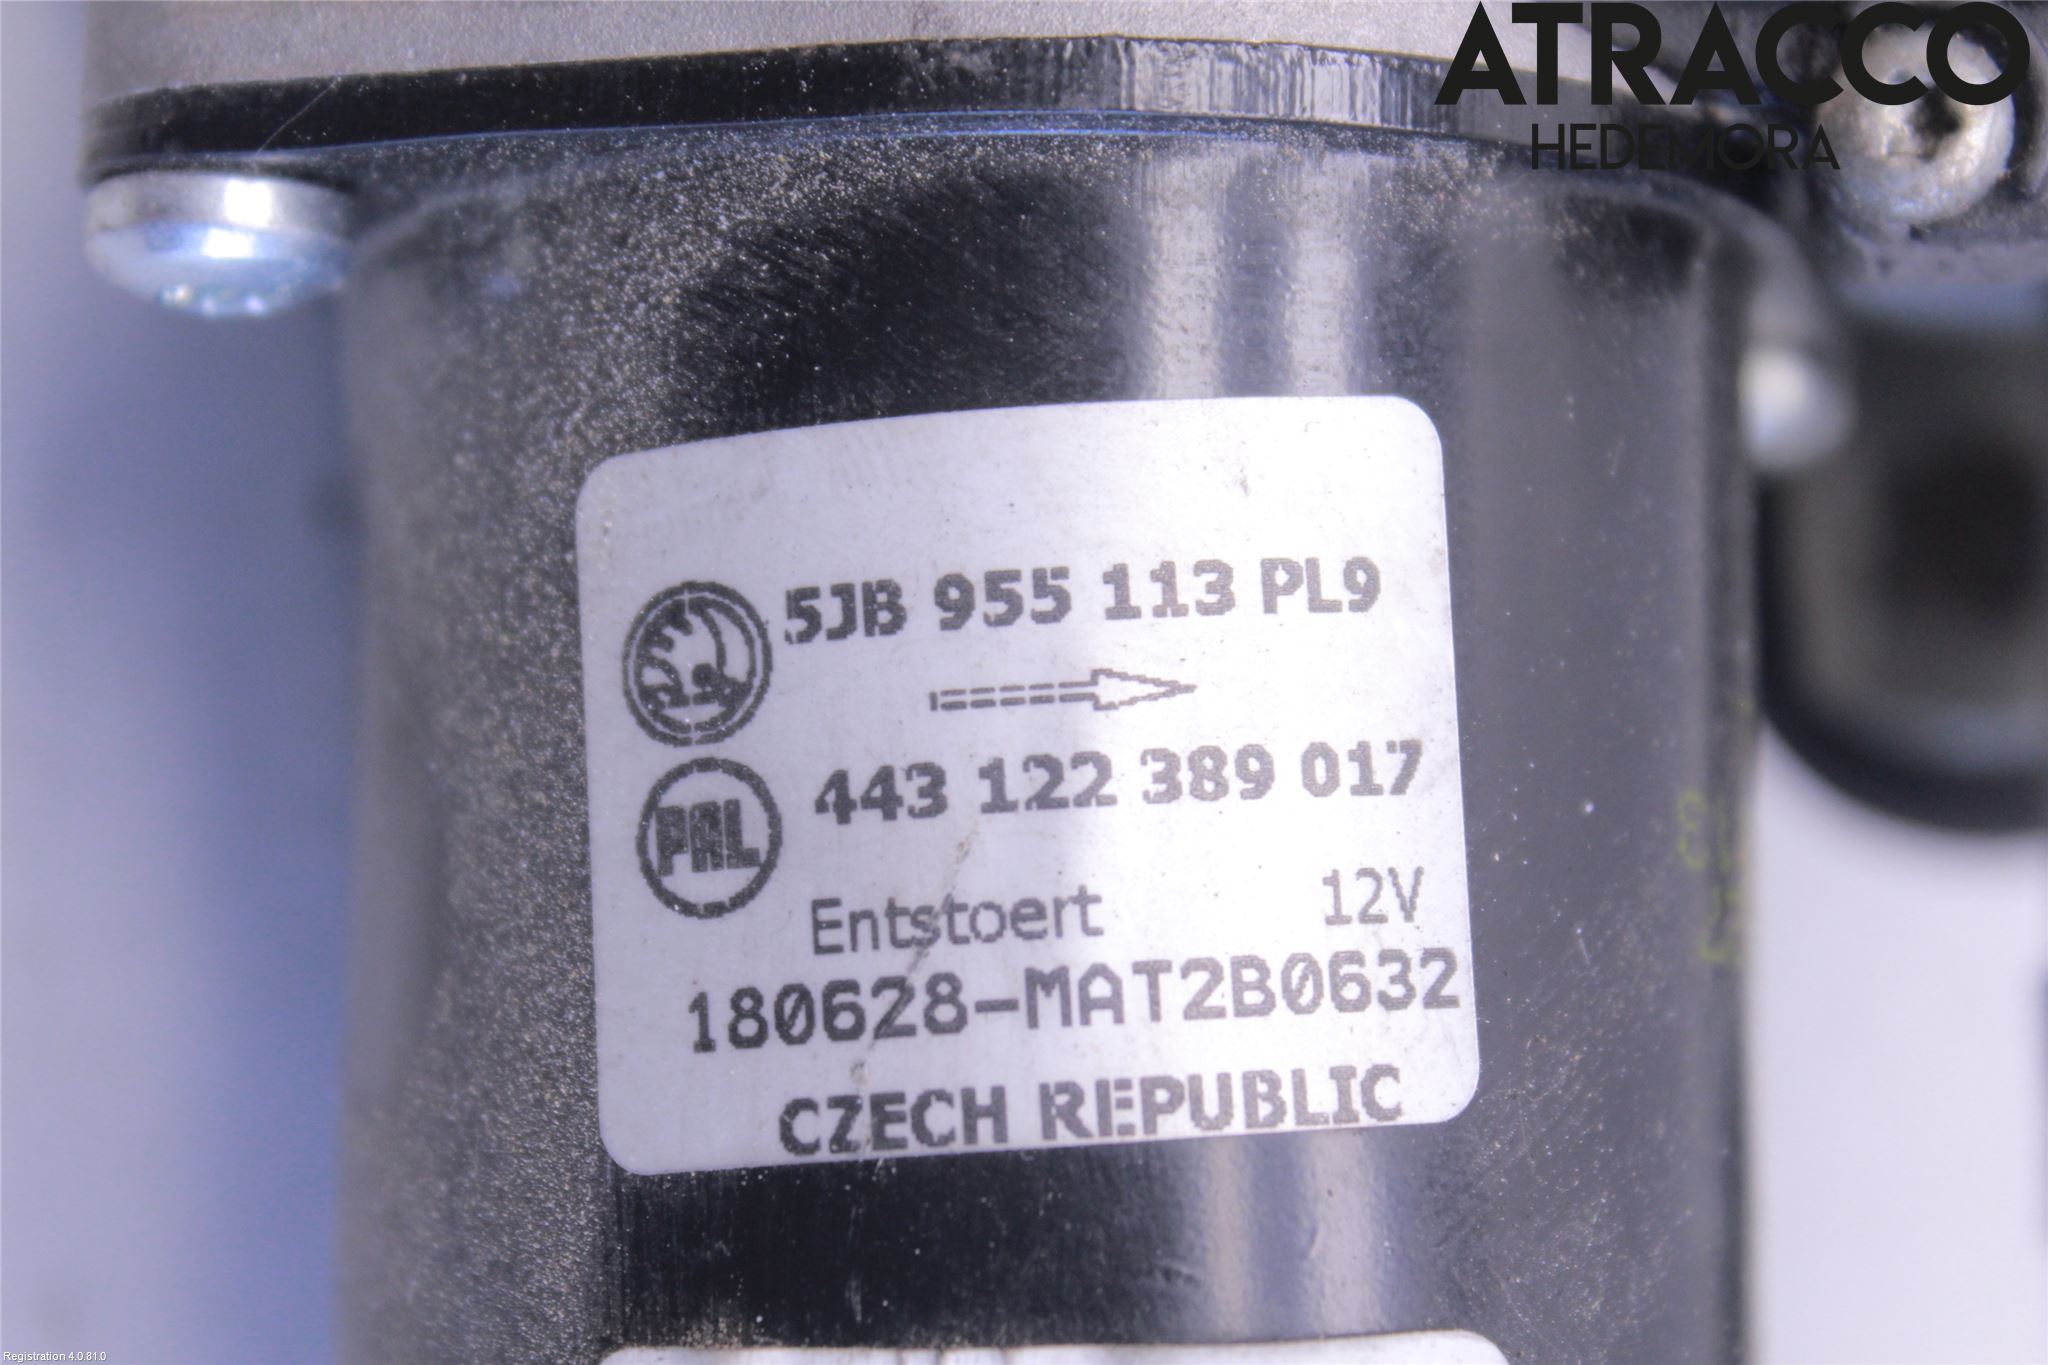 ATRACCO
HEDEMORA
5JB 955 113 PL9
443 122 389 017
PAL
Entstoert 12V
180628-MAT2B0632
CZECH REPUBLIC
Registration 4.0.81.0